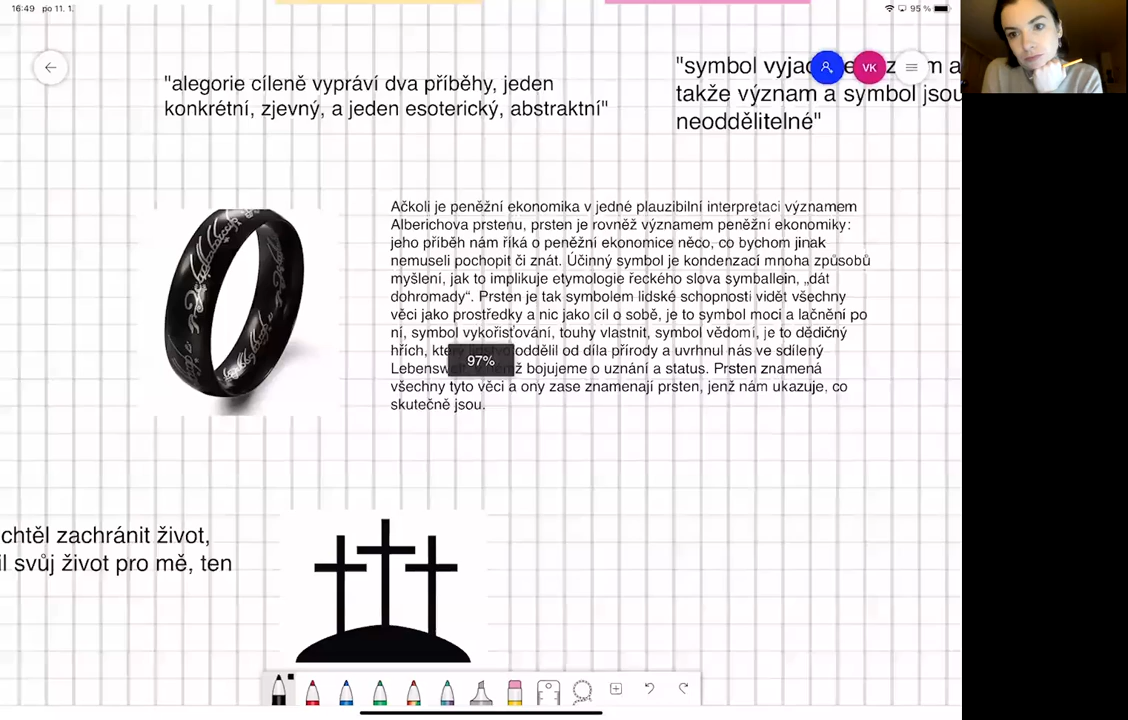 16:49 po 11. 1.
95 %
"alegorie cíleně vypráví dva příběhy, jeden
konkrétní, zjevný, a jeden esoterický, abstraktní"
"symbol
takže význam a symbol jsou
neoddělitelné"
VK
Ačkoli je peněžní ekonomika v jedné plauzibilní interpretaci významem
Alberichova prstenu, prsten je rovněž významem peněžní ekonomiky:
jeho příběh nám říká o peněžní ekonomice něco, co bychom jinak
nemuseli pochopit či znát. Účinný symbol je kondenzací mnoha způsobů
myšlení, jak to implikuje etymologie řeckého slova symballein, „dát
dohromady“. Prsten je tak symbolem lidské schopnosti vidět všechny
věci jako prostředky a nic jako cíl o sobě, je to symbol moci a lačnění po
ní, symbol vykořisťování, touhy vlastnit, symbol vědomí, je to dědičný
hřích, oddělil od díla přírody a uvrhnul nás ve sdílený
bojujeme o uznání a status. Prsten znamená
97%
všechny tyto věci a ony zase znamenají prsten, jenž nám ukazuje, co
skutečně jsou.
chtěl zachránit život,
svůj život pro mě, ten